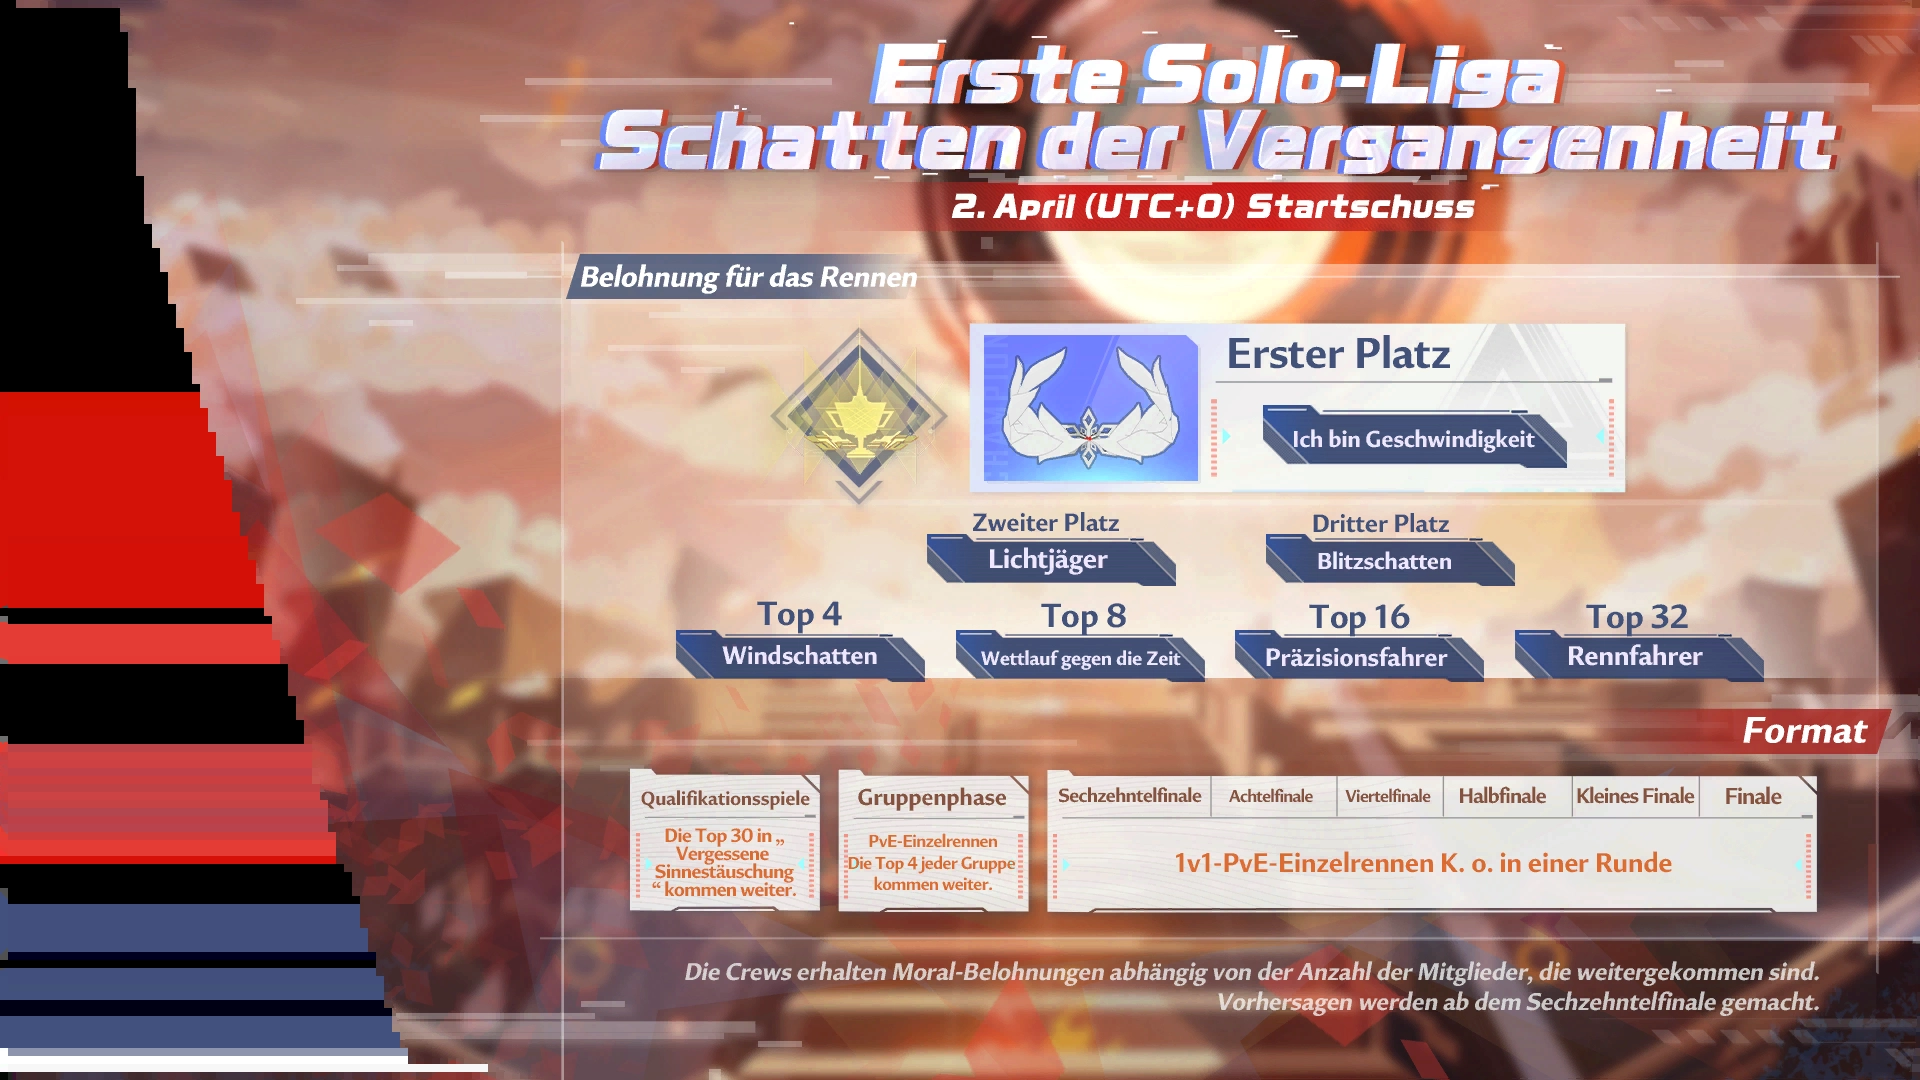 Erste Solo-Liga
Schatten der Vergangenheit
2. April (UTC+0) Startschuss
Belohnung für das Rennen
CHAMPION
Erster Platz
Ich bin Geschwindigkeit
Zweiter Platz
Lichtjäger
Dritter Platz
Blitzschatten
Top 4
Windschatten
Top 8
Wettlauf gegen die Zeit
Top 16
Präzisionsfahrer
Top 32
Rennfahrer
Format
Qualifikationsspiele
Die Top 30 in „
Vergessene
Sinnestäuschung
“ kommen weiter.
Gruppenphase
PvE-Einzelrennen
Die Top 4 jeder Gruppe
kommen weiter.
Sechzehntelfinale
Achtelfinale
Viertelfinale
Halbfinale
Kleines Finale
Finale
1v1-PvE-Einzelrennen K. o. in einer Runde
Die Crews erhalten Moral-Belohnungen abhängig von der Anzahl der Mitglieder, die weitergekommen sind.
Vorhersagen werden ab dem Sechzehntelfinale gemacht.